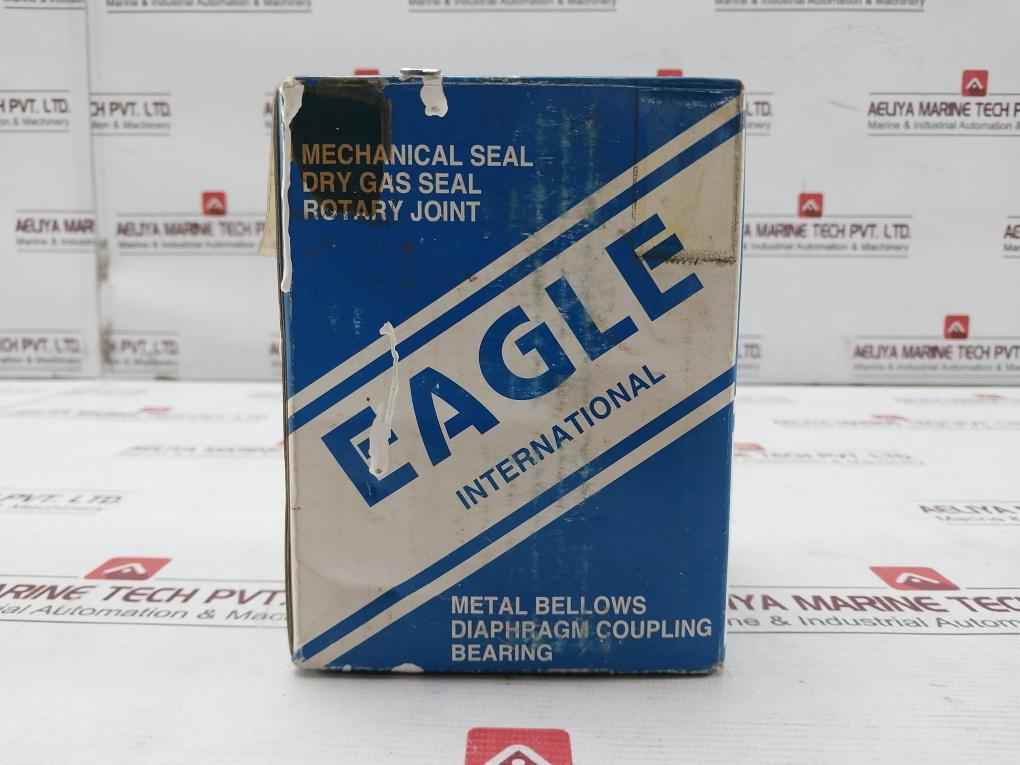 MECHANICAL SEAL
DRY GAS SEAL
ROTARY JOINT
EAGLE
INTERNATIONAL
METAL BELLOWS
DIAPHRAGM COUPLING
BEARING
AELIYA MARINE TECH PVT. LTD.
Marine & Industrial Automation & Machinery